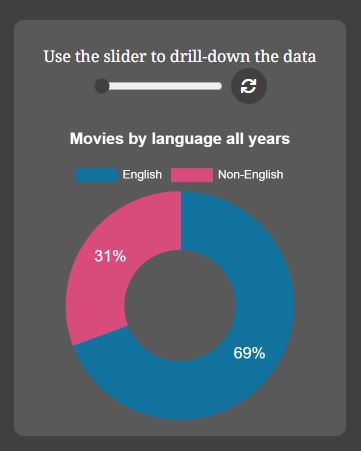 Use the slider to drill-down the data
Movies by language all years
English Non-English
31%
69%